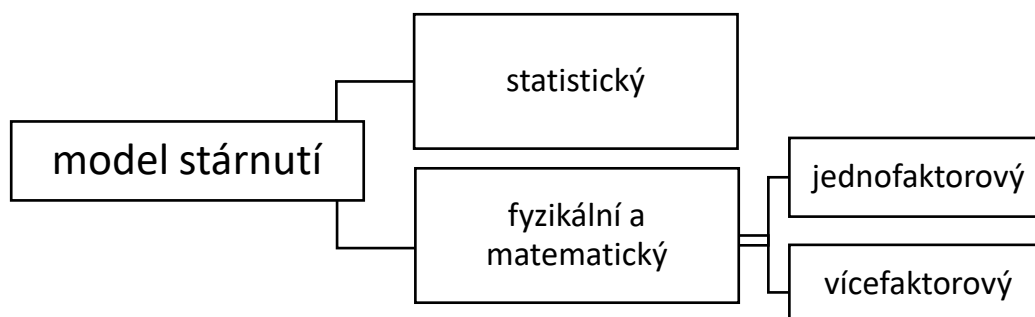 statistický
model stárnutí
jednofaktorový
fyzikální a
matematický
vícefaktorový